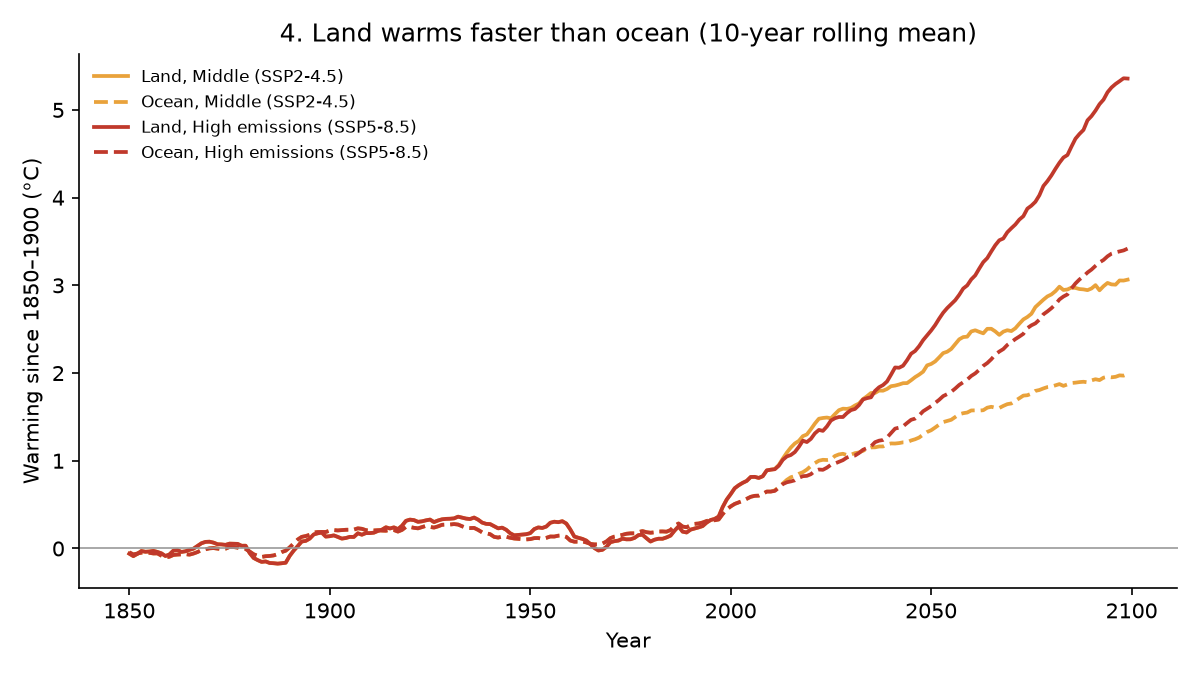 4. Land warms faster than ocean (10-year rolling mean)
Land, Middle (SSP2-4.5)
Ocean, Middle (SSP2-4.5)
Land, High emissions (SSP5-8.5)
Ocean, High emissions (SSP5-8.5)
Warming since 1850–1900 (°C)
5
4
3
2
1
0
1850 1900 1950 2000 2050 2100
Year